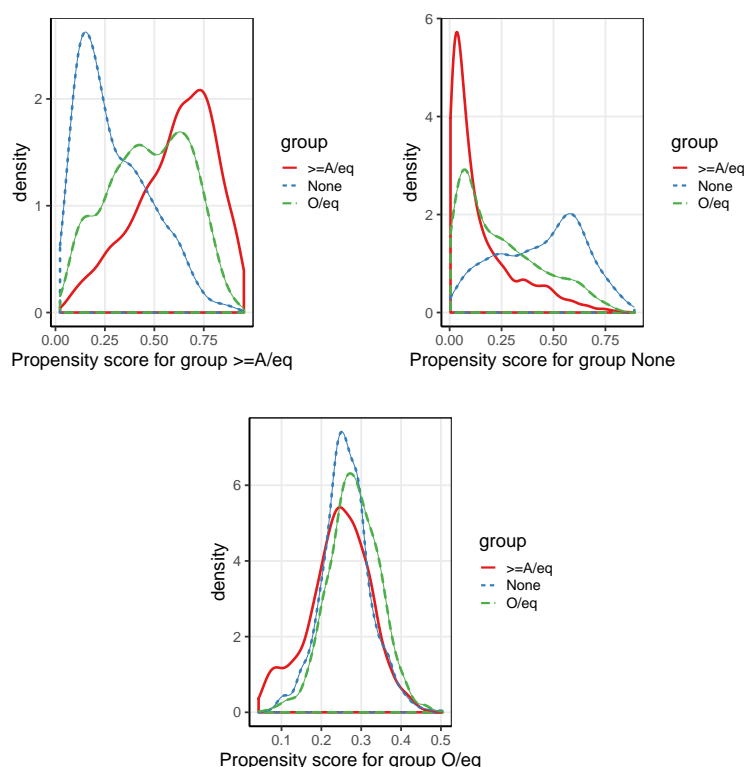 density
2
1
0
0.00 0.25 0.50 0.75
Propensity score for group >=A/eq
group
>=A/eq
None
O/eq
density
6
4
2
0
0.00 0.25 0.50 0.75
Propensity score for group None
group
>=A/eq
None
O/eq
density
6
4
2
0
0.1 0.2 0.3 0.4 0.5
Propensity score for group O/eq
group
>=A/eq
None
O/eq